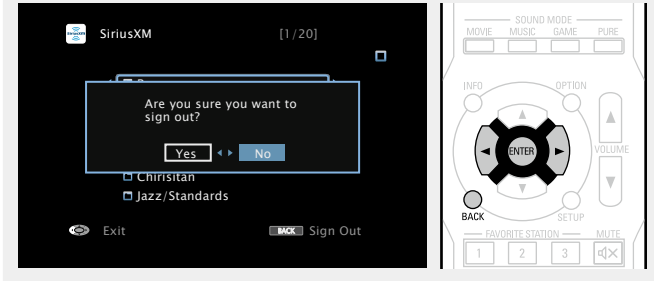 SiriusXM [1/20]
Are you sure you want to
sign out?
Yes No
Chirisitan
Jazz/Standards
Exit BACK Sign Out
SOUND MODE
MOVIE MUSIC GAME PURE
INFO OPTION
ENTER
VOLUME
BACK
SETUP
FAVORITE STATION MUTE
1 2 3